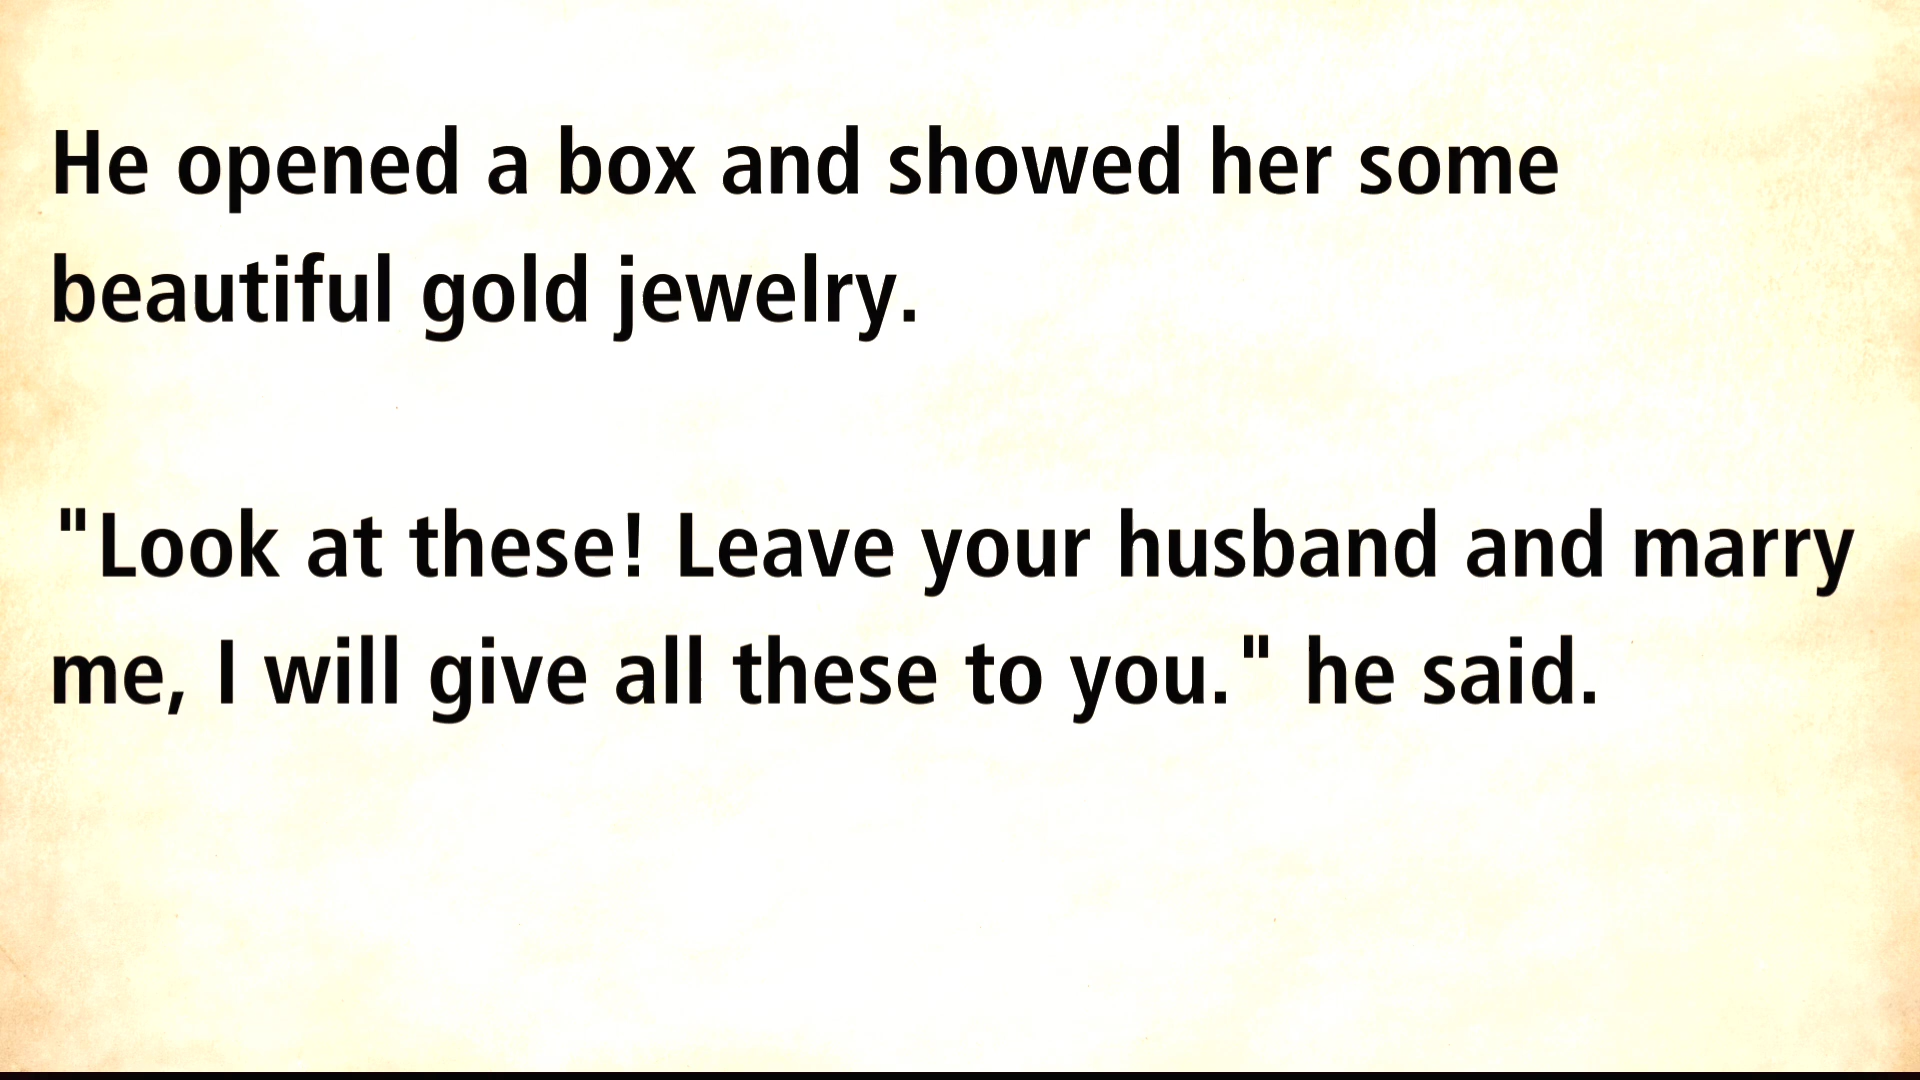 He opened a box and showed her some
beautiful gold jewelry.
"Look at these! Leave your husband and marry
me, I will give all these to you." he said.